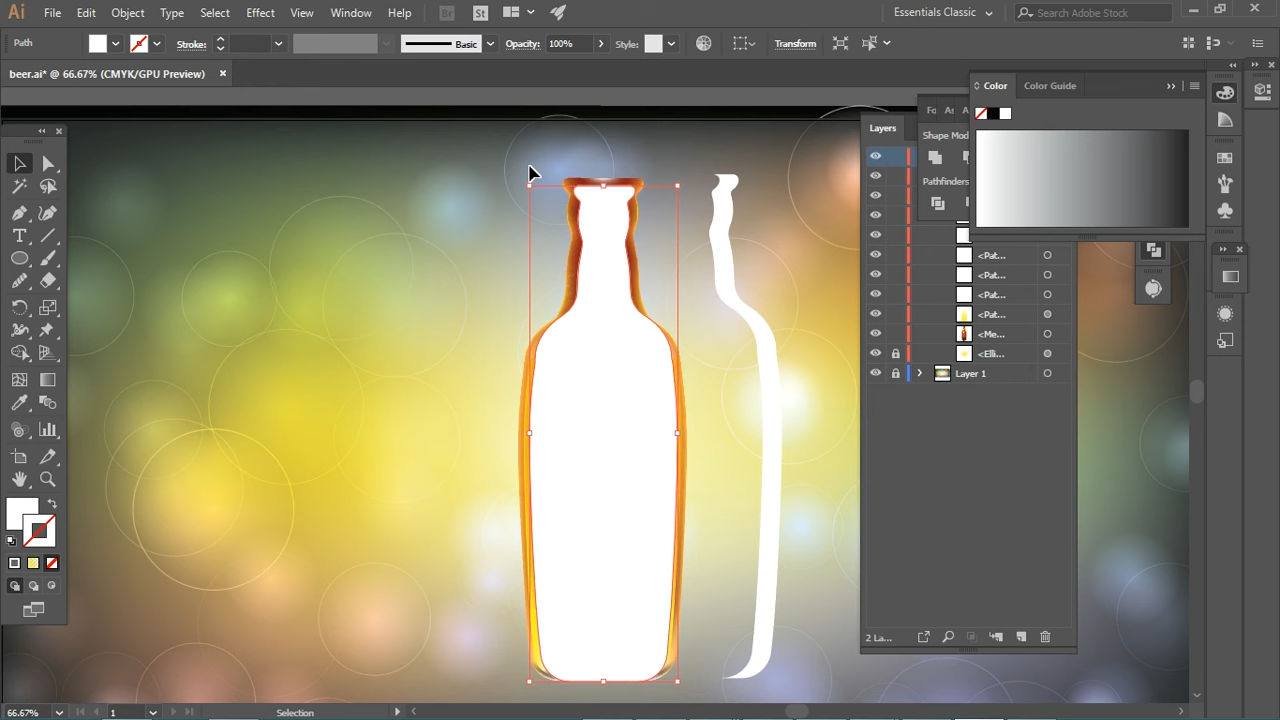 Ai File Edit Object Type Select Effect View Window Help Br St Essentials Classic Search Adobe Stock
Path Stroke: Basic Opacity: 100% Style: Transform
beer.ai* @ 66.67% (CMYK/GPU Preview)
Color Color Guide
Layers
Shape Mod
Pathfinders
<Pat...
<Pat...
<Pat...
<Pat...
<Me...
<Elli...
Layer 1
2 La...
66.67% 1 Selection